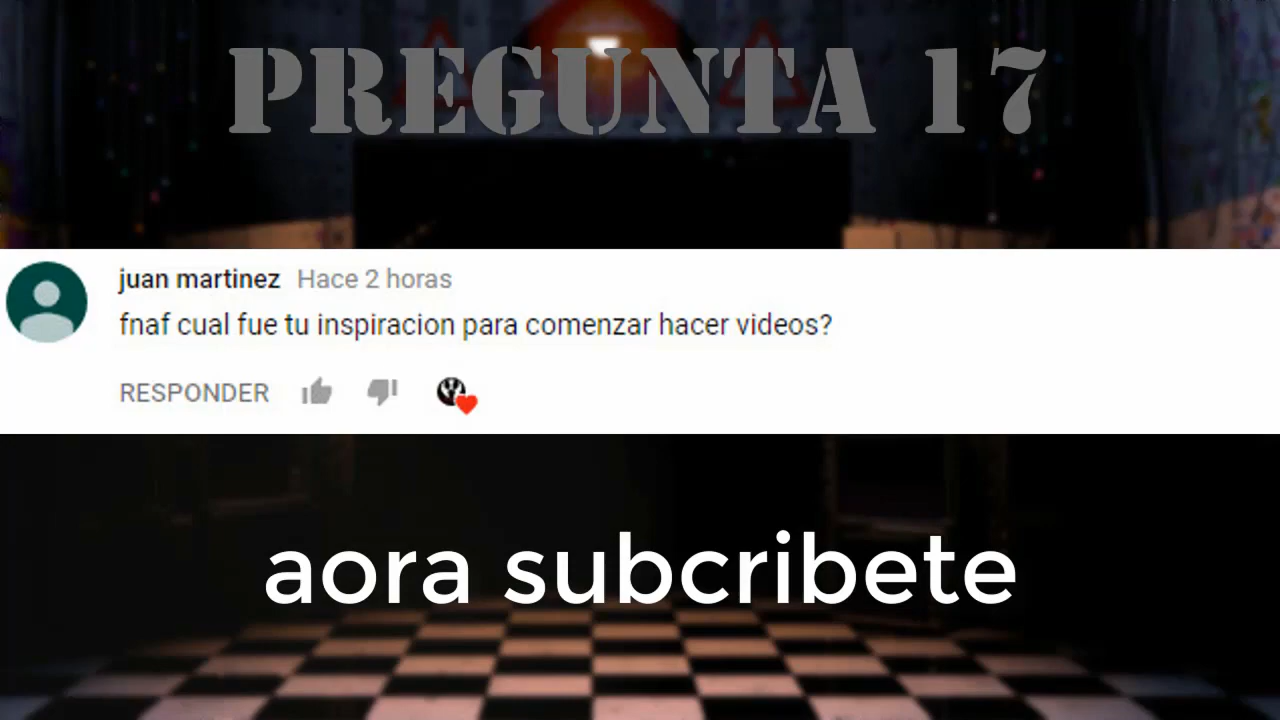 PREGUNTA 17
juan martinez Hace 2 horas
fnaf cual fue tu inspiracion para comenzar hacer videos?
RESPONDER
aora subcribete